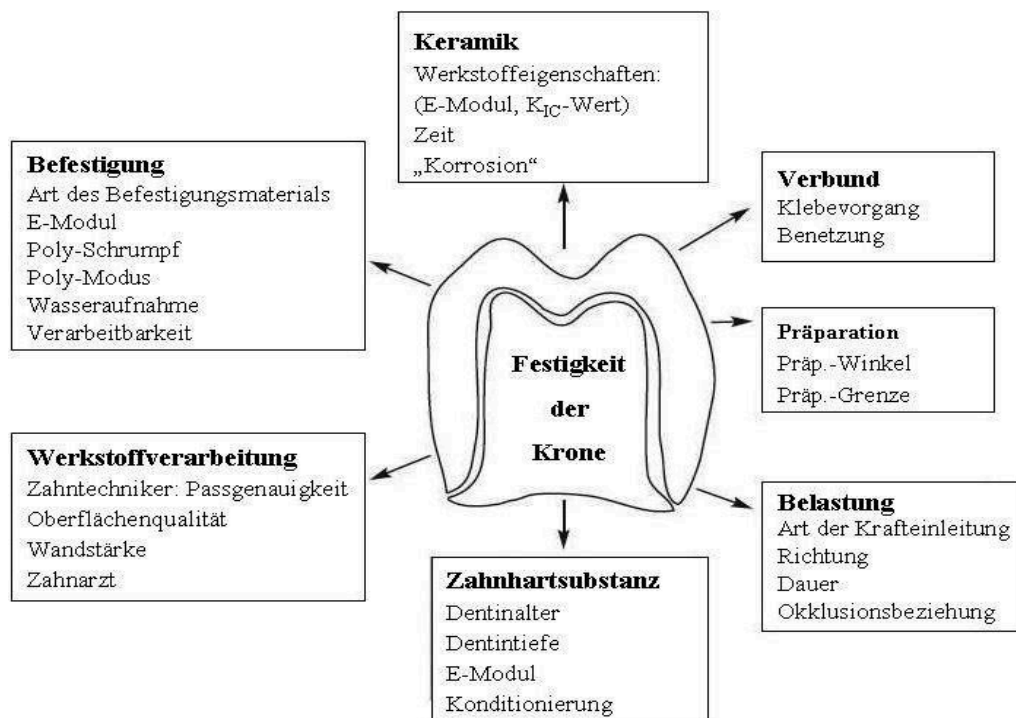 Keramik
Werkstoffeigenschaften:
(E-Modul, K_IC-Wert)
Zeit
„Korrosion“
Befestigung
Art des Befestigungsmaterials
E-Modul
Poly-Schrumpf
Poly-Modus
Wasseraufnahme
Verarbeitbarkeit
Verbund
Klebevorgang
Benetzung
Präparation
Präp.-Winkel
Präp.-Grenze
Festigkeit
der
Krone
Werkstoffverarbeitung
Zahntechniker: Passgenauigkeit
Oberflächenqualität
Wandstärke
Zahnarzt
Belastung
Art der Krafteinleitung
Richtung
Dauer
Okklusionsbeziehung
Zahnhartsubstanz
Dentinalter
Dentintiefe
E-Modul
Konditionierung